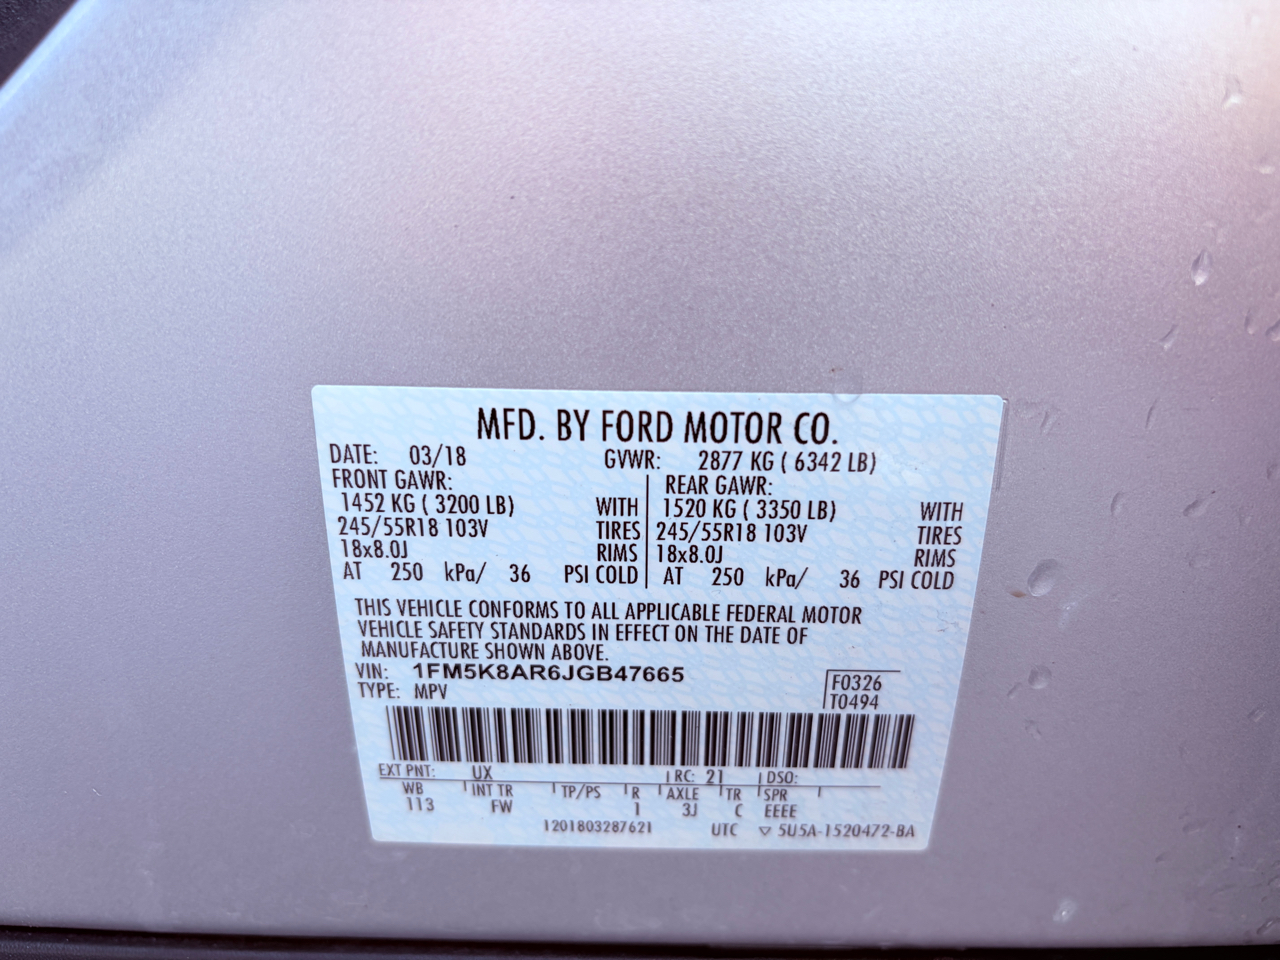 MFD. BY FORD MOTOR CO.
DATE: 03/18 GVWR: 2877 KG ( 6342 LB)
FRONT GAWR: REAR GAWR:
1452 KG ( 3200 LB) WITH 1520 KG ( 3350 LB) WITH
245/55R18 103V TIRES 245/55R18 103V TIRES
18x8.0J RIMS 18x8.0J RIMS
AT 250 kPa/ 36 PSI COLD AT 250 kPa/ 36 PSI COLD
THIS VEHICLE CONFORMS TO ALL APPLICABLE FEDERAL MOTOR
VEHICLE SAFETY STANDARDS IN EFFECT ON THE DATE OF
MANUFACTURE SHOWN ABOVE.
VIN: 1FM5K8AR6JGB47665 F0326
TYPE: MPV T0494
EXT PNT: UX RC: 21 DSO:
WB INT TR TP/PS R AXLE TR SPR
113 FW 1 3J C EEEE
1201803287621 UTC ▽ 5U5A-1520472-BA